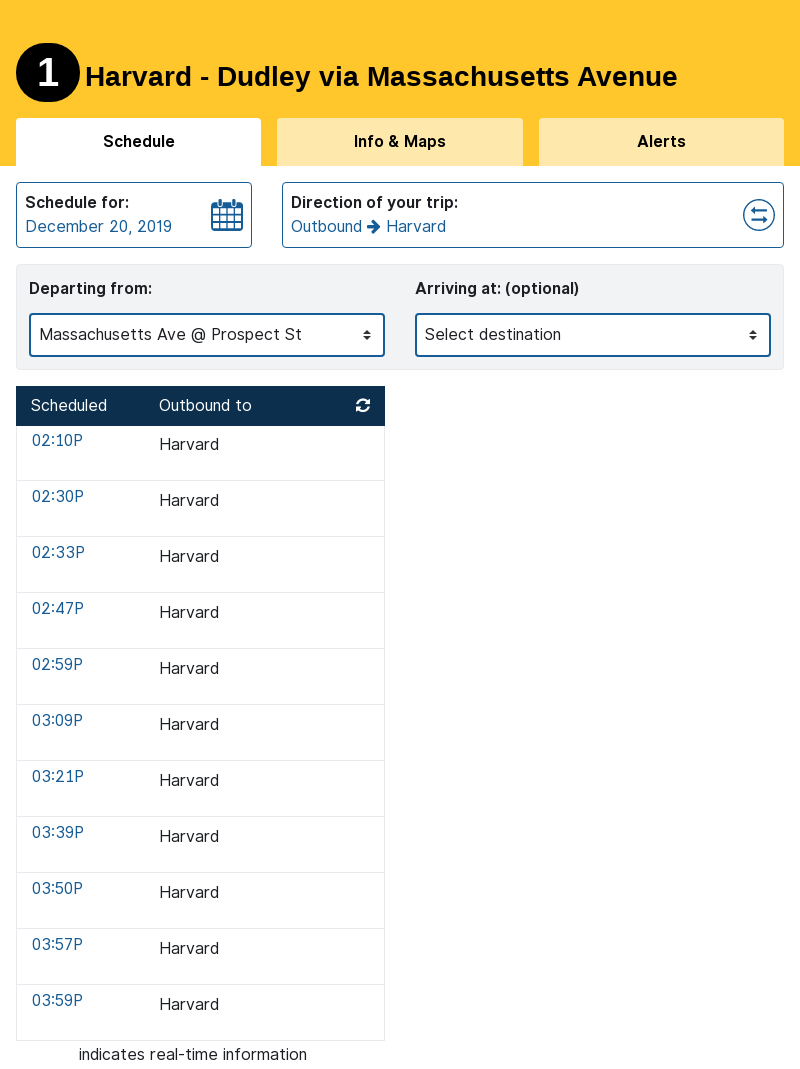 1 Harvard - Dudley via Massachusetts Avenue
Schedule Info & Maps Alerts
Schedule for:
December 20, 2019
Direction of your trip:
Outbound Harvard
Departing from:
Massachusetts Ave @ Prospect St
Arriving at: (optional)
Select destination
Scheduled Outbound to
02:10P Harvard
02:30P Harvard
02:33P Harvard
02:47P Harvard
02:59P Harvard
03:09P Harvard
03:21P Harvard
03:39P Harvard
03:50P Harvard
03:57P Harvard
03:59P Harvard
indicates real-time information